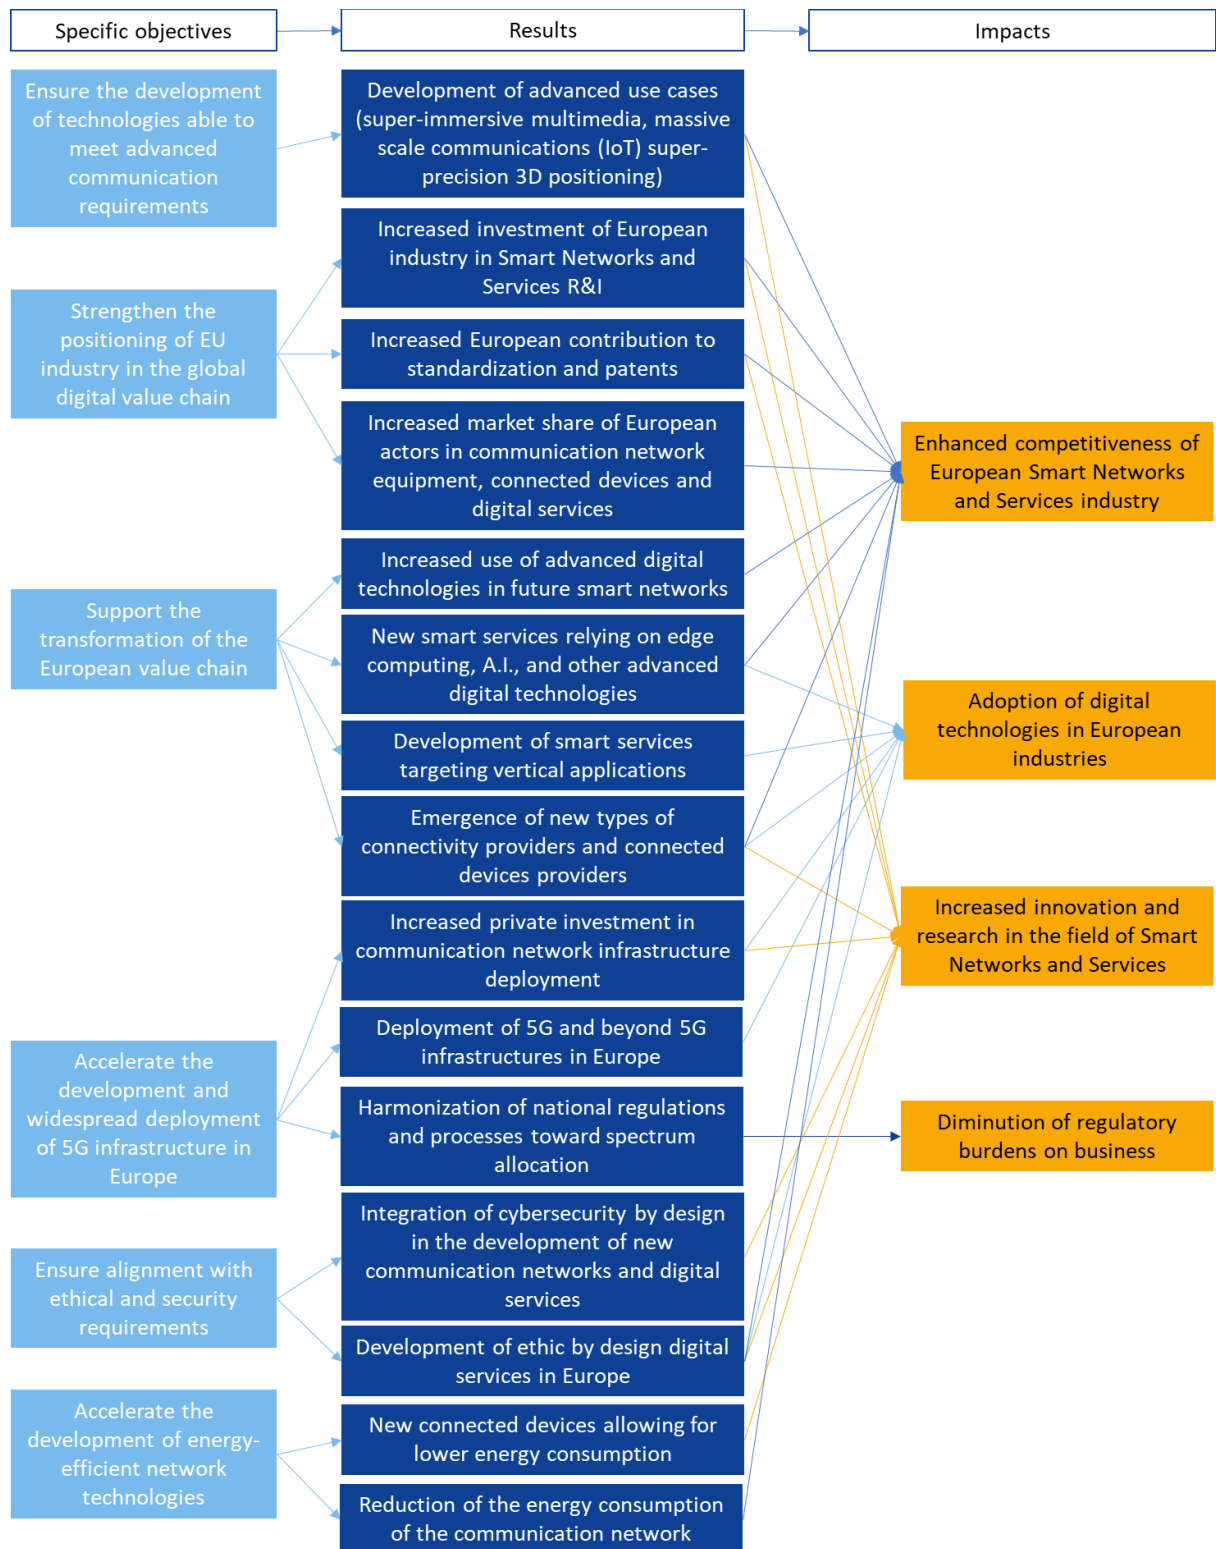 Specific objectives
Results
Impacts
Ensure the development
of technologies able to
meet advanced
communication
requirements
Strengthen the
positioning of EU
industry in the global
digital value chain
Support the
transformation of the
European value chain
Accelerate the
development and
widespread deployment
of 5G infrastructure in
Europe
Ensure alignment with
ethical and security
requirements
Accelerate the
development of energy-
efficient network
technologies
Development of advanced use cases
(super-immersive multimedia, massive
scale communications (IoT) super-
precision 3D positioning)
Increased investment of European
industry in Smart Networks and
Services R&I
Increased European contribution to
standardization and patents
Increased market share of European
actors in communication network
equipment, connected devices and
digital services
Increased use of advanced digital
technologies in future smart networks
New smart services relying on edge
computing, A.I., and other advanced
digital technologies
Development of smart services
targeting vertical applications
Emergence of new types of
connectivity providers and connected
devices providers
Increased private investment in
communication network infrastructure
deployment
Deployment of 5G and beyond 5G
infrastructures in Europe
Harmonization of national regulations
and processes toward spectrum
allocation
Integration of cybersecurity by design
in the development of new
communication networks and digital
services
Development of ethic by design digital
services in Europe
New connected devices allowing for
lower energy consumption
Reduction of the energy consumption
of the communication network
Enhanced competitiveness of
European Smart Networks
and Services industry
Adoption of digital
technologies in European
industries
Increased innovation and
research in the field of Smart
Networks and Services
Diminution of regulatory
burdens on business